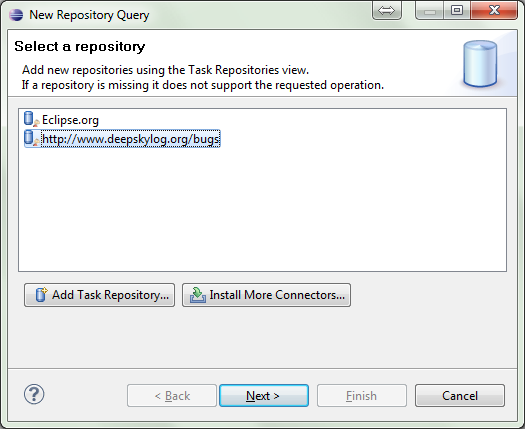 New Repository Query
Select a repository
Add new repositories using the Task Repositories view.
If a repository is missing it does not support the requested operation.
Eclipse.org
http://www.deepskylog.org/bugs
Add Task Repository...
Install More Connectors...
?
< Back
Next >
Finish
Cancel